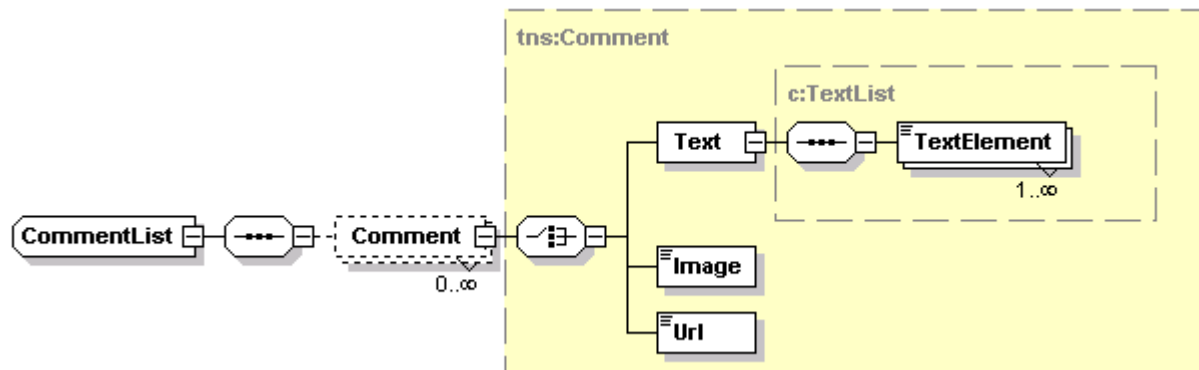 tns:Comment
c:TextList
Text
TextElement
1..∞
CommentList
Comment
0..∞
Image
Url